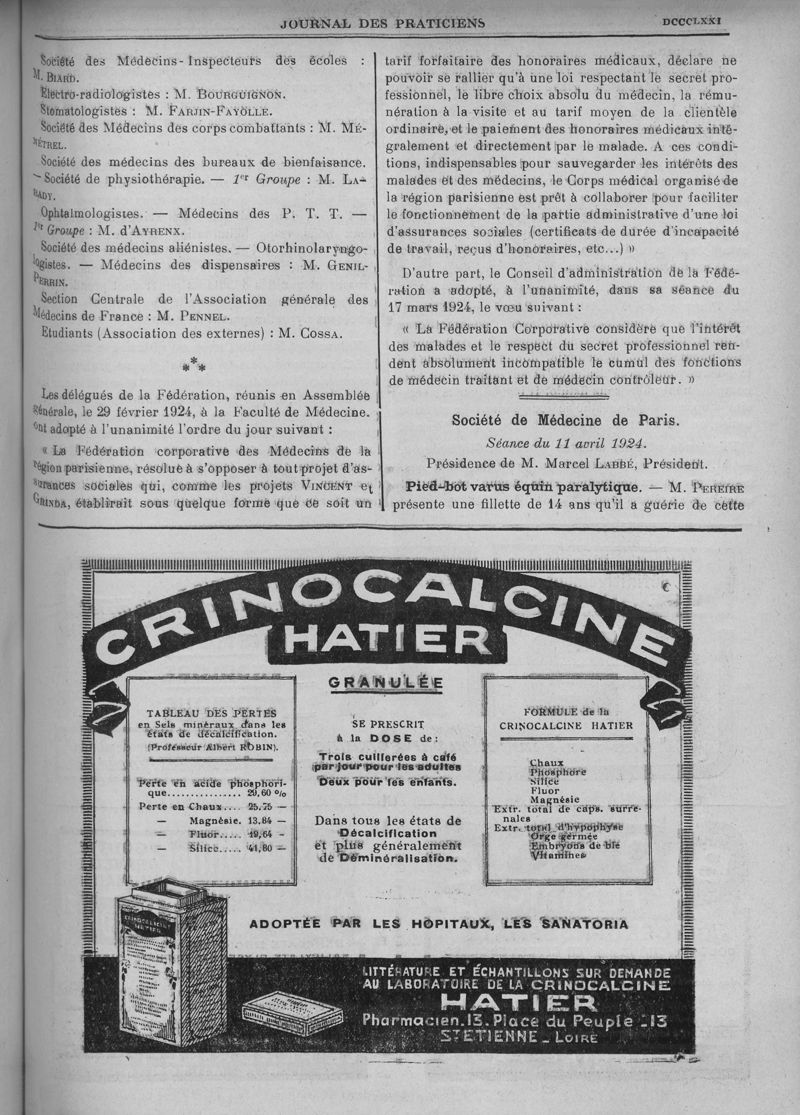 JOURNAL DES PRATICIENS
DCCCLXXI
Société des Médecins-Inspecteurs des écoles :
M. BIARD.
Electro-radiologistes : M. BOURGUIGNON.
Stomatologistes : M. FARJIN-FAYOLLE.
Société des Médecins des corps combattants : M. MÉ-
NÉTREL.
Société des médecins des bureaux de bienfaisance.
— Société de physiothérapie. — 1er Groupe : M. LA-
RADY.
Ophtalmologistes. — Médecins des P. T. T. —
1er Groupe : M. d'AYRENX.
Société des médecins aliénistes. — Otorhinolaryngo-
logistes. — Médecins des dispensaires : M. GENIL-
PERRIN.
Section Centrale de l'Association générale des
Médecins de France : M. PENNEL.
Etudiants (Association des externes) : M. COSSA.
***
Les délégués de la Fédération, réunis en Assemblée
générale, le 29 février 1924, à la Faculté de Médecine.
ont adopté à l'unanimité l'ordre du jour suivant :
« La Fédération corporative des Médecins de la
région parisienne, résolue à s'opposer à tout projet d'as-
surances sociales qui, comme les projets VINCENT et
GRINDA, établirait sous quelque forme que ce soit un
tarif forfaitaire des honoraires médicaux, déclare ne
pouvoir se rallier qu'à une loi respectant le secret pro-
fessionnel, le libre choix absolu du médecin, la rému-
nération à la visite et au tarif moyen de la clientèle
ordinaire, et le paiement des honoraires médicaux inté-
gralement et directement par le malade. A ces condi-
tions, indispensables pour sauvegarder les intérêts des
malades et des médecins, le Corps médical organisé de
la région parisienne est prêt à collaborer pour faciliter
le fonctionnement de la partie administrative d'une loi
d'assurances sociales (certificats de durée d'incapacité
de travail, reçus d'honoraires, etc...) »
D'autre part, le Conseil d'administration de la Fédé-
ration a adopté, à l'unanimité, dans sa séance du
17 mars 1924, le vœu suivant :
« La Fédération Corporative considère que l'intérêt
des malades et le respect du secret professionnel ren-
dent absolument incompatible le cumul des fonctions
de médecin traitant et de médecin contrôleur. »
Société de Médecine de Paris.
Séance du 11 avril 1924.
Présidence de M. Marcel LABBÉ, Président.
Pied-bot varus équin paralytique. — M. PEREIRE
présente une fillette de 14 ans qu'il a guérie de cette
CRINOCALCINE
HATIER
GRANULÉE
TABLEAU DES PERTES
en Sels minéraux dans les
états de décalcification.
(Professeur Albert ROBIN).
Perte en acide phosphori-
que............... 29,60 %
Perte en Chaux.... 25,75 —
— Magnésie. 13,84 —
— Fluor..... 19,64 —
— Silice..... 41,80 —
SE PRESCRIT
à la DOSE de :
Trois cuillerées à café
par jour pour les adultes
Deux pour les enfants.
Dans tous les états de
Décalcification
et plus généralement
de Déminéralisation.
FORMULE de la
CRINOCALCINE HATIER
Chaux
Phosphore
Silice
Fluor
Magnésie
Extr. total de caps. surré-
nales
Extr. total d'hypophyse
Orge germée
Embryons de blé
Vitamines
ADOPTÉE PAR LES HÔPITAUX, LES SANATORIA
CRINOCALCINE
HATIER
LITTÉRATURE ET ÉCHANTILLONS SUR DEMANDE
AU LABORATOIRE DE LA CRINOCALCINE
HATIER
Pharmacien.13. Place du Peuple _13
ST ETIENNE _ LOIRE